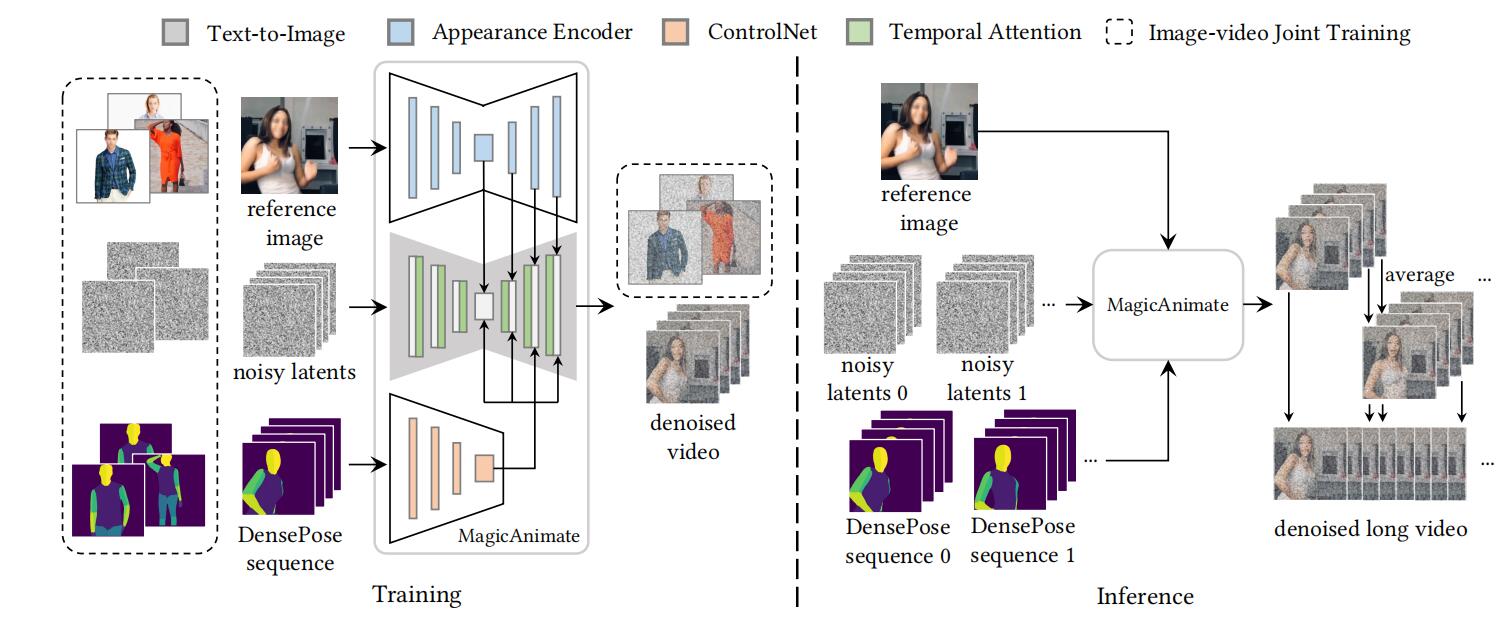 Text-to-Image
Appearance Encoder
ControlNet
Temporal Attention
Image-video Joint Training
reference
image
noisy latents
DensePose
sequence
MagicAnimate
denoised
video
Training
reference
image
noisy
latents 0
noisy
latents 1
...
DensePose
sequence 0
DensePose
sequence 1
...
MagicAnimate
average
...
...
denoised long video
Inference